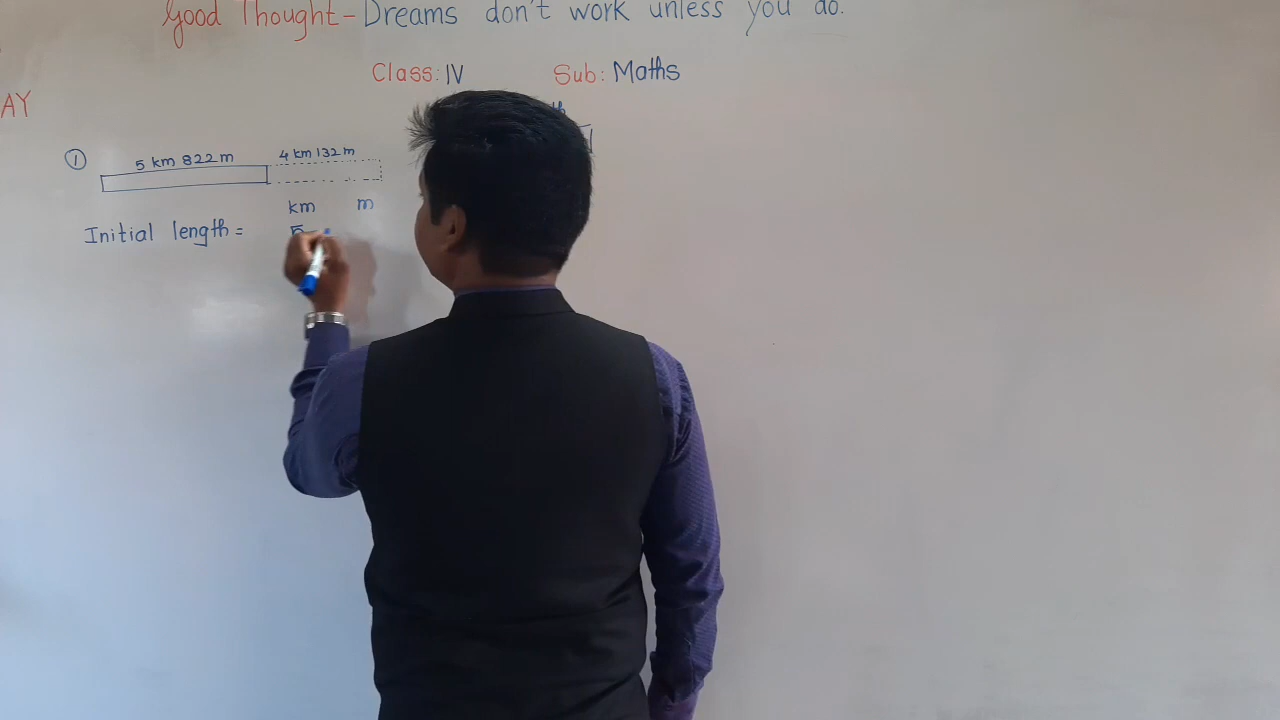 Good Thought - Dreams don't work unless you do.
Class: IV Sub: Maths
AY
① 5 km 822 m 4 km 132 m
km m
Initial length = 5